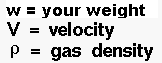 w = your weight
V = velocity
ρ = gas density